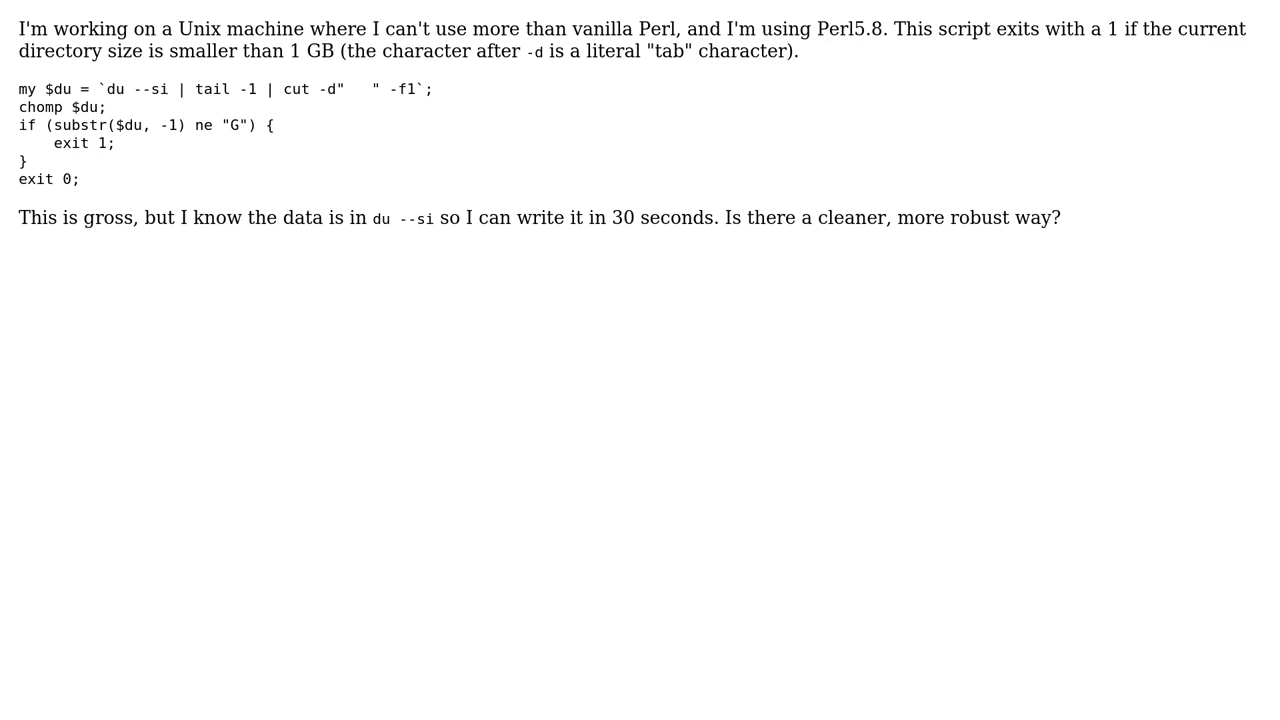 I'm working on a Unix machine where I can't use more than vanilla Perl, and I'm using Perl5.8. This script exits with a 1 if the current
directory size is smaller than 1 GB (the character after -d is a literal "tab" character).
my $du = `du --si | tail -1 | cut -d"   " -f1`;
chomp $du;
if (substr($du, -1) ne "G") {
    exit 1;
}
exit 0;
This is gross, but I know the data is in du --si so I can write it in 30 seconds. Is there a cleaner, more robust way?